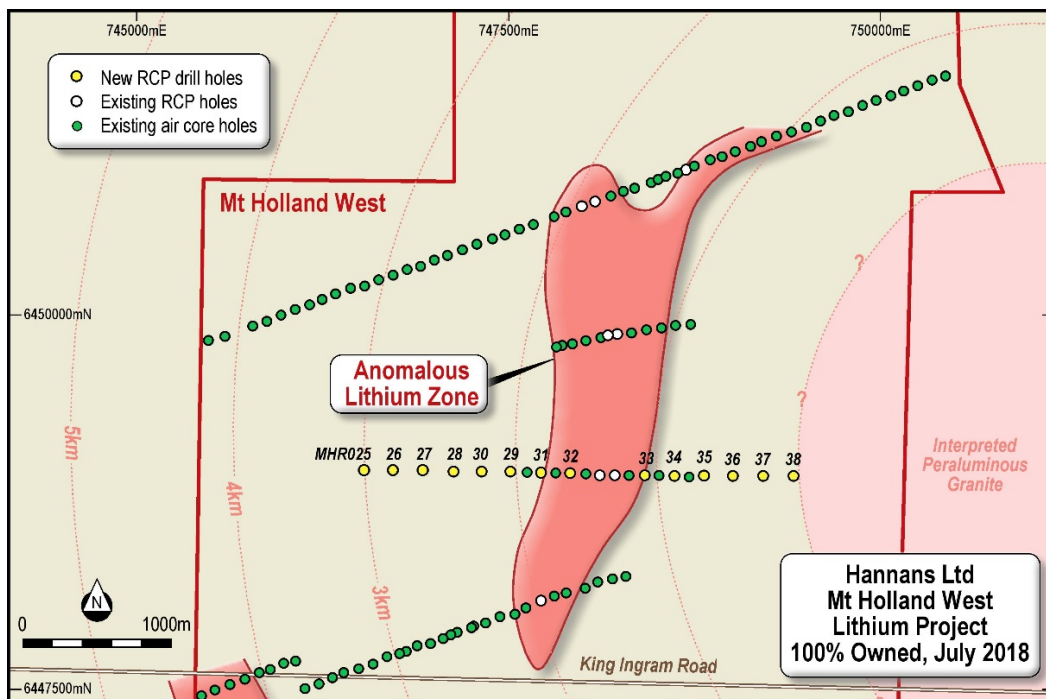 745000mE
747500mE
750000mE
New RCP drill holes
Existing RCP holes
Existing air core holes
Mt Holland West
?
6450000mN
Anomalous
Lithium Zone
?
5km
4km
3km
MHR025 26 27 28 30 29 31 32 33 34 35 36 37 38
Interpreted
Peraluminous
Granite
N
0 1000m
Hannans Ltd
Mt Holland West
Lithium Project
100% Owned, July 2018
King Ingram Road
6447500mN